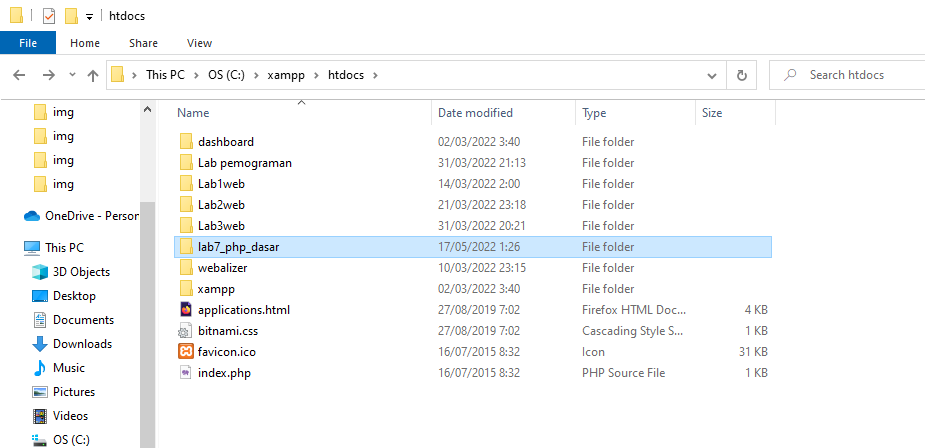 htdocs
File Home Share View
This PC OS (C:) xampp htdocs Search htdocs
Name Date modified Type Size
img
img
img
img
OneDrive - Person
This PC
3D Objects
Desktop
Documents
Downloads
Music
Pictures
Videos
OS (C:)
dashboard 02/03/2022 3:40 File folder
Lab pemograman 31/03/2022 21:13 File folder
Lab1web 14/03/2022 2:00 File folder
Lab2web 21/03/2022 23:18 File folder
Lab3web 31/03/2022 20:21 File folder
lab7_php_dasar 17/05/2022 1:26 File folder
webalizer 10/03/2022 23:15 File folder
xampp 02/03/2022 3:40 File folder
applications.html 27/08/2019 7:02 Firefox HTML Doc... 4 KB
bitnami.css 27/08/2019 7:02 Cascading Style S... 1 KB
favicon.ico 16/07/2015 8:32 Icon 31 KB
index.php 16/07/2015 8:32 PHP Source File 1 KB